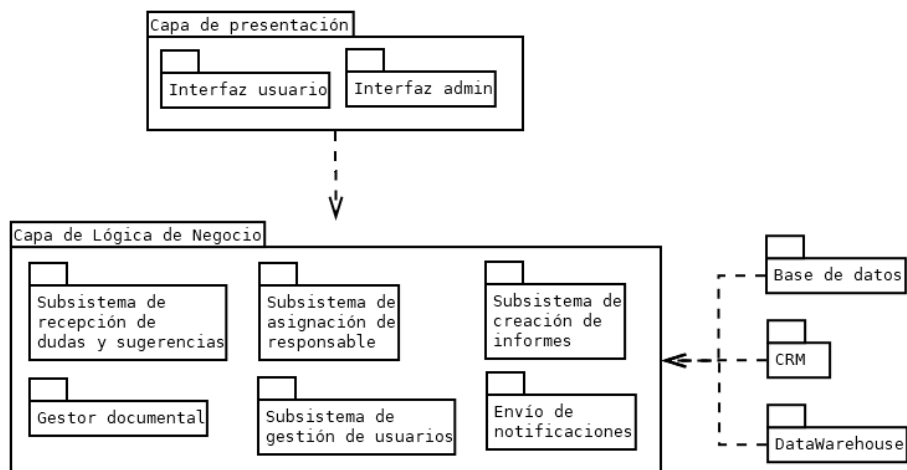 Capa de presentación
Interfaz usuario
Interfaz admin
Capa de Lógica de Negocio
Subsistema de
recepción de
dudas y sugerencias
Subsistema de
asignación de
responsable
Subsistema de
creación de
informes
Gestor documental
Subsistema de
gestión de usuarios
Envío de
notificaciones
Base de datos
CRM
DataWarehouse